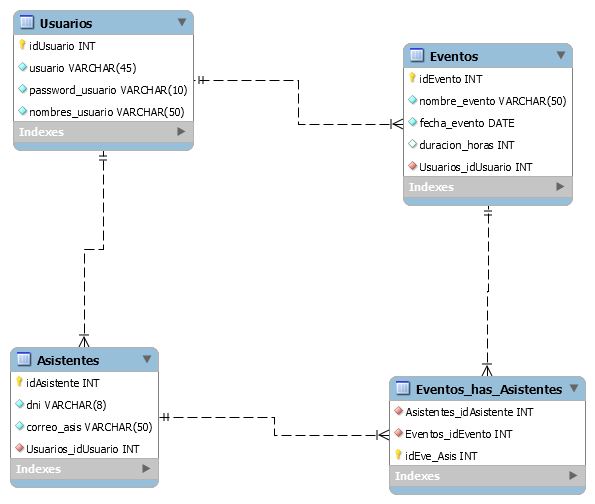 Usuarios
idUsuario INT
usuario VARCHAR(45)
password_usuario VARCHAR(10)
nombres_usuario VARCHAR(50)
Indexes
Eventos
idEvento INT
nombre_evento VARCHAR(50)
fecha_evento DATE
duracion_horas INT
Usuarios_idUsuario INT
Indexes
Asistentes
idAsistente INT
dni VARCHAR(8)
correo_asis VARCHAR(50)
Usuarios_idUsuario INT
Indexes
Eventos_has_Asistentes
Asistentes_idAsistente INT
Eventos_idEvento INT
idEve_Asis INT
Indexes